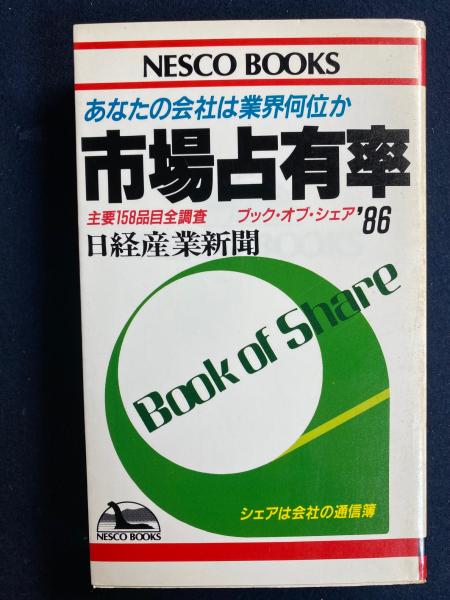 NESCO BOOKS
あなたの会社は業界何位か
市場占有率
主要158品目全調査 ブック・オブ・シェア'86
日経産業新聞
Book of Share
シェアは会社の通信簿
NESCO BOOKS